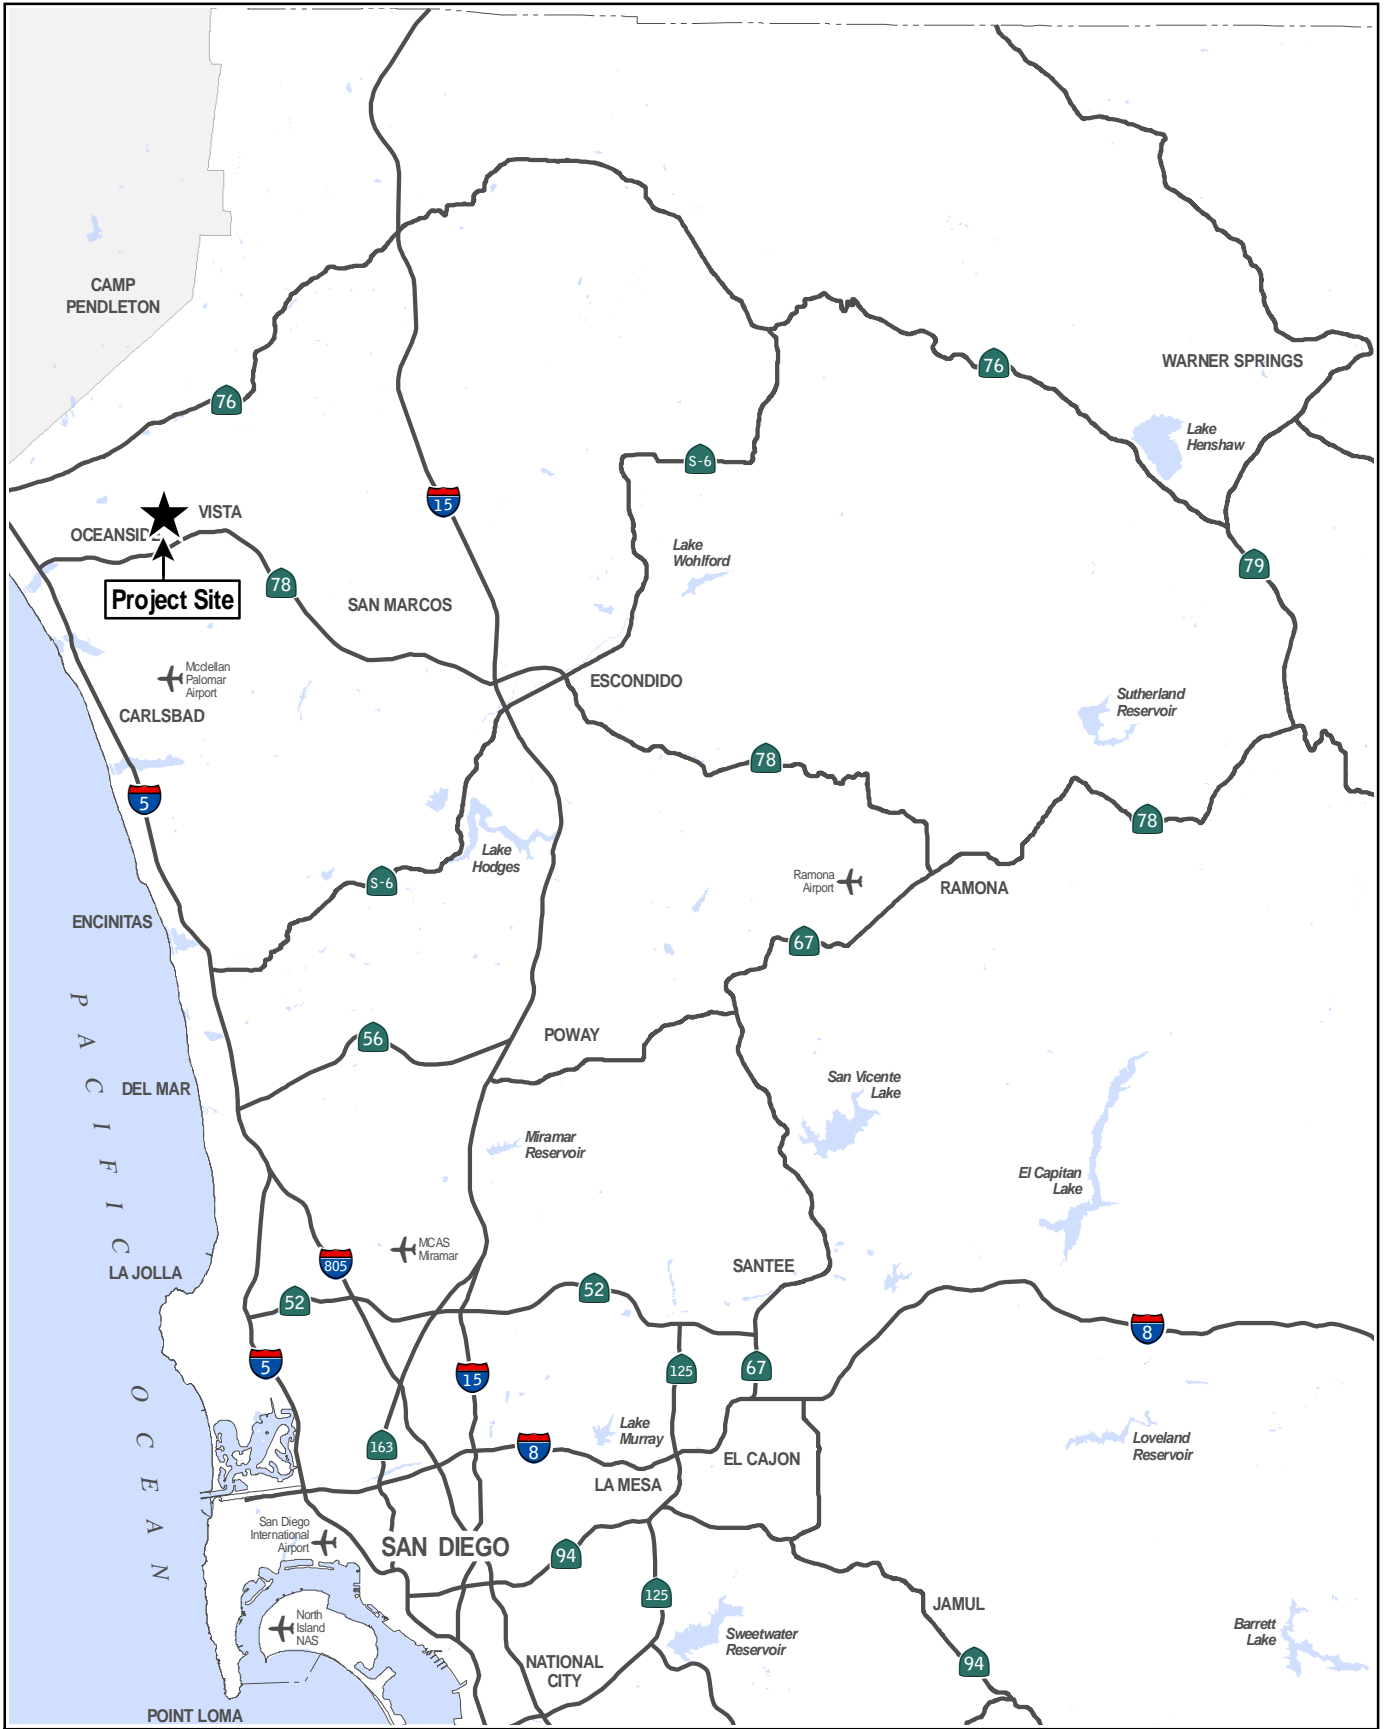 CAMP
PENDLETON
76
76
WARNER SPRINGS
Lake
Henshaw
S-6
15
VISTA
OCEANSIDE
Project Site
78
SAN MARCOS
Lake
Wohlford
79
Mcclellan
Palomar
Airport
CARLSBAD
ESCONDIDO
Sutherland
Reservoir
5
78
78
Lake
Hodges
S-6
Ramona
Airport
RAMONA
ENCINITAS
67
PACIFIC
56
POWAY
DEL MAR
San Vicente
Lake
Miramar
Reservoir
El Capitan
Lake
MCAS
Miramar
805
LA JOLLA
SANTEE
52
52
8
5
15
125
67
OCEAN
163
8
Lake
Murray
EL CAJON
Loveland
Reservoir
LA MESA
San Diego
International
Airport
SAN DIEGO
94
125
North
Island
NAS
JAMUL
Sweetwater
Reservoir
Barrett
Lake
NATIONAL
CITY
94
POINT LOMA